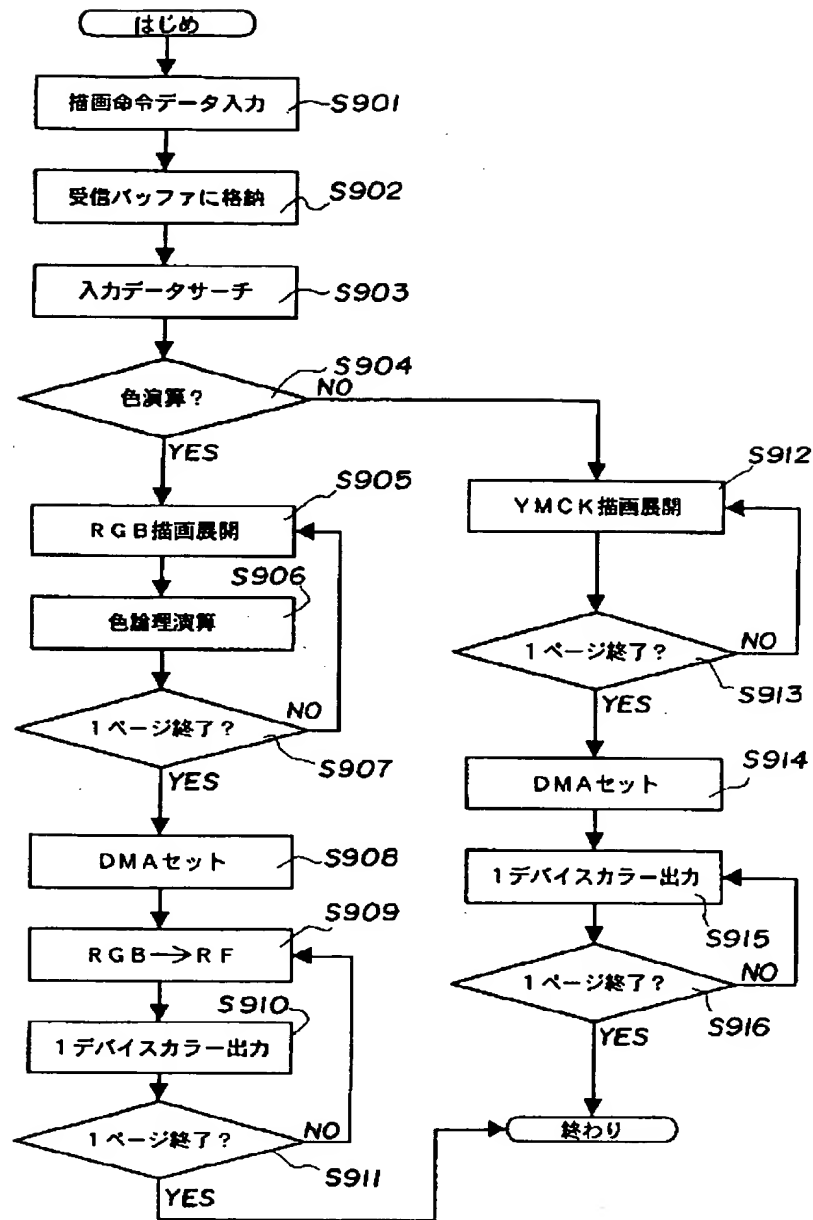 はじめ
描画命令データ入力
S901
受信バッファに格納
S902
入力データサーチ
S903
色演算?
S904
NO
YES
RGB描画展開
S905
色論理演算
S906
1ページ終了?
NO
S907
YES
DMAセット
S908
RGB→RF
S909
1デバイスカラー出力
S910
1ページ終了?
NO
S911
YES
YMCK描画展開
S912
1ページ終了?
NO
S913
YES
DMAセット
S914
1デバイスカラー出力
S915
1ページ終了?
NO
S916
YES
終わり